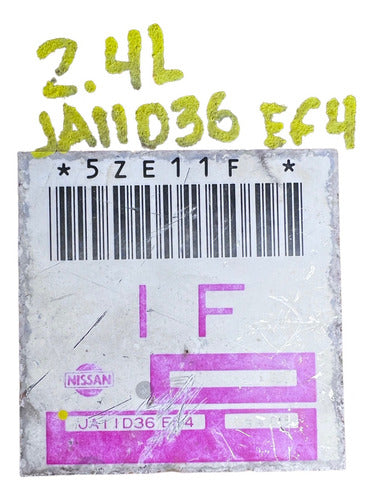 2.4L
JA11D36 EF4
*5ZE11F *
1F
NISSAN
JA11D36 EF4